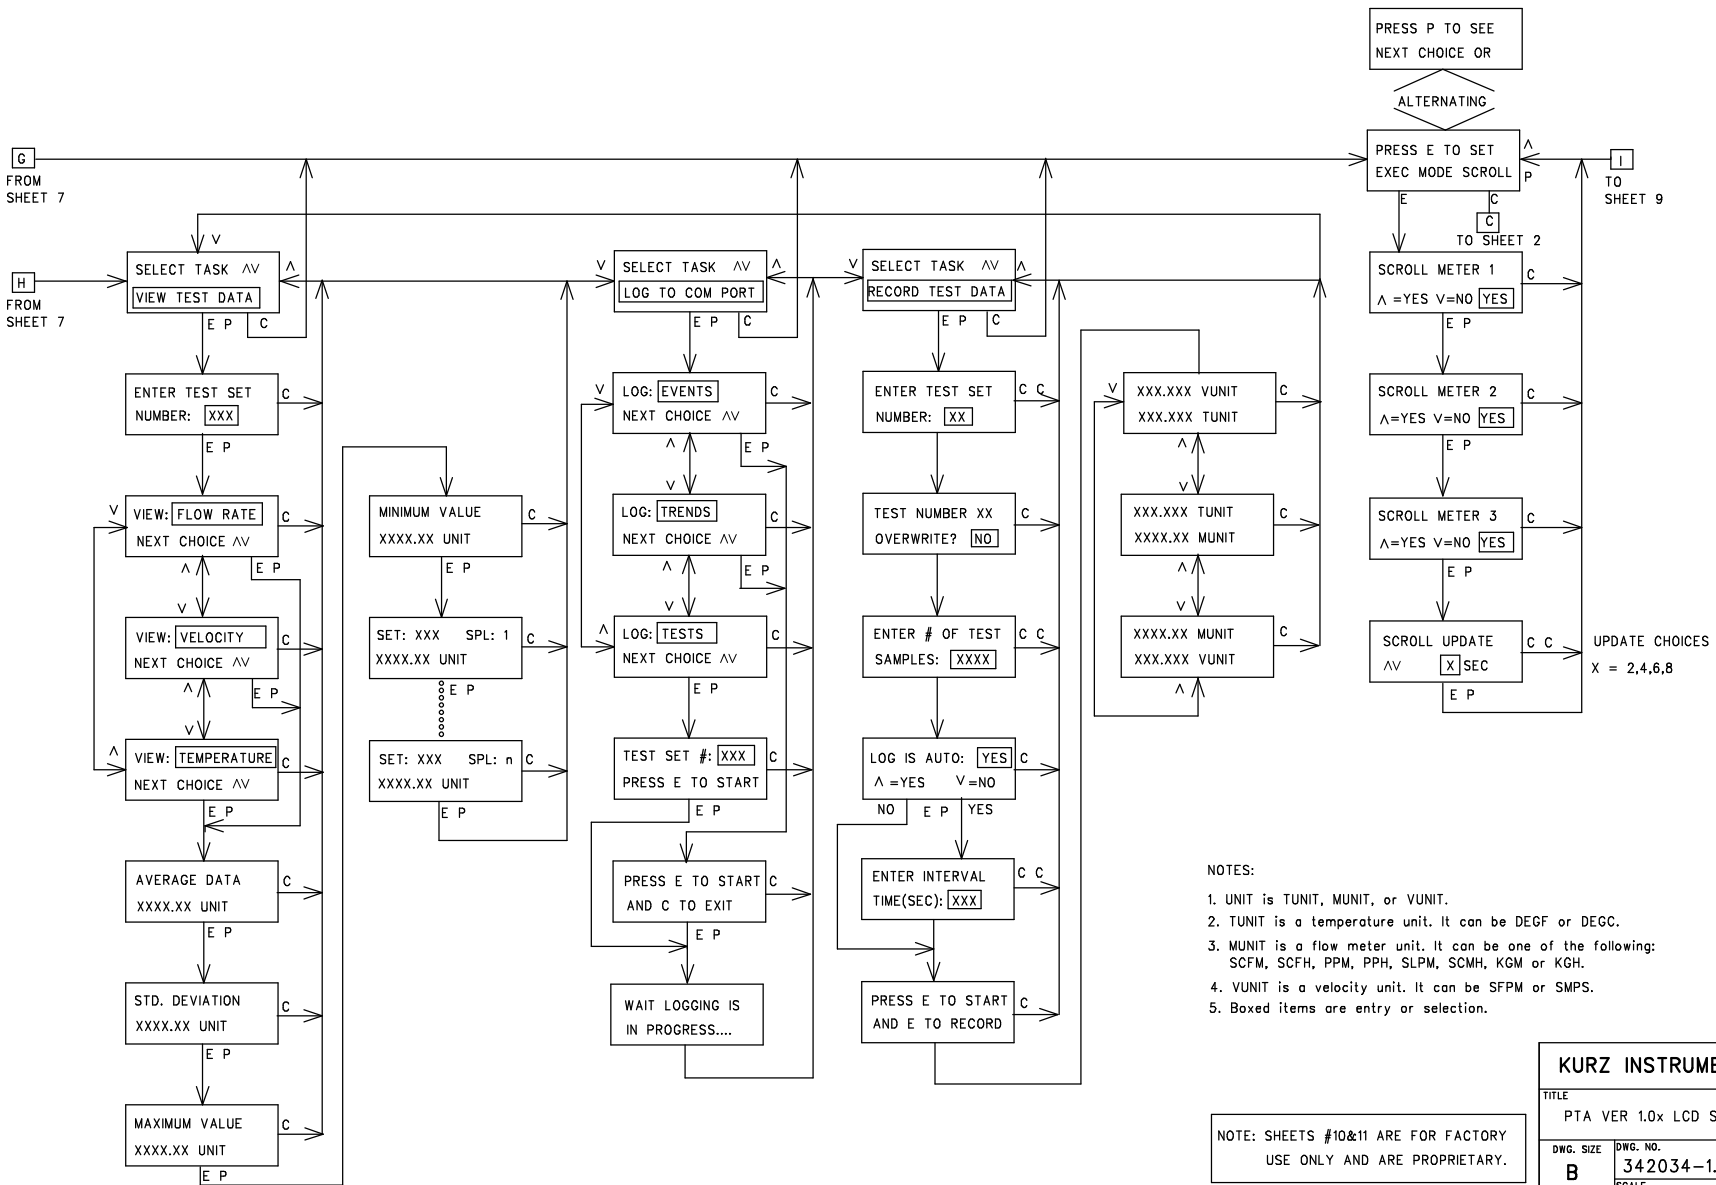 PRESS P TO SEE
NEXT CHOICE OR
ALTERNATING
PRESS E TO SET
EXEC MODE SCROLL
Λ
P
E
C
C
TO SHEET 2
I
TO
SHEET 9
G
FROM
SHEET 7
H
FROM
SHEET 7
V
SELECT TASK ΛV
VIEW TEST DATA
Λ
E P
C
ENTER TEST SET
NUMBER: XXX
C
E P
V
VIEW: FLOW RATE
NEXT CHOICE ΛV
C
E P
Λ
V
VIEW: VELOCITY
NEXT CHOICE ΛV
C
E P
Λ
V
Λ
VIEW: TEMPERATURE
NEXT CHOICE ΛV
C
E P
AVERAGE DATA
XXXX.XX UNIT
C
E P
STD. DEVIATION
XXXX.XX UNIT
C
E P
MAXIMUM VALUE
XXXX.XX UNIT
C
E P
MINIMUM VALUE
XXXX.XX UNIT
C
E P
SET: XXX SPL: 1
XXXX.XX UNIT
C
E P
SET: XXX SPL: n
XXXX.XX UNIT
C
E P
V
SELECT TASK ΛV
LOG TO COM PORT
Λ
E P
C
V
LOG: EVENTS
NEXT CHOICE ΛV
C
E P
Λ
V
LOG: TRENDS
NEXT CHOICE ΛV
C
E P
Λ
V
Λ
LOG: TESTS
NEXT CHOICE ΛV
C
E P
TEST SET #: XXX
PRESS E TO START
C
E P
PRESS E TO START
AND C TO EXIT
C
E P
WAIT LOGGING IS
IN PROGRESS....
V
SELECT TASK ΛV
RECORD TEST DATA
Λ
E P
C
ENTER TEST SET
NUMBER: XX
C C
TEST NUMBER XX
OVERWRITE? NO
C
ENTER # OF TEST
SAMPLES: XXXX
C C
LOG IS AUTO: YES
Λ =YES V =NO
C
NO E P YES
ENTER INTERVAL
TIME(SEC): XXX
C C
PRESS E TO START
AND E TO RECORD
C
V
XXX.XXX VUNIT
XXX.XXX TUNIT
C
Λ
V
XXX.XXX TUNIT
XXXX.XX MUNIT
C
Λ
V
XXXX.XX MUNIT
XXX.XXX VUNIT
C
Λ
SCROLL METER 1
Λ =YES V=NO YES
C
E P
SCROLL METER 2
Λ=YES V=NO YES
C
E P
SCROLL METER 3
Λ=YES V=NO YES
C
E P
SCROLL UPDATE
ΛV X SEC
C C
E P
UPDATE CHOICES
X = 2,4,6,8
NOTES:
1. UNIT is TUNIT, MUNIT, or VUNIT.
2. TUNIT is a temperature unit. It can be DEGF or DEGC.
3. MUNIT is a flow meter unit. It can be one of the following:
SCFM, SCFH, PPM, PPH, SLPM, SCMH, KGM or KGH.
4. VUNIT is a velocity unit. It can be SFPM or SMPS.
5. Boxed items are entry or selection.
NOTE: SHEETS #10&11 ARE FOR FACTORY
USE ONLY AND ARE PROPRIETARY.
KURZ INSTRUME
TITLE
PTA VER 1.0x LCD S
DWG. SIZE
B
DWG. NO.
342034-1.